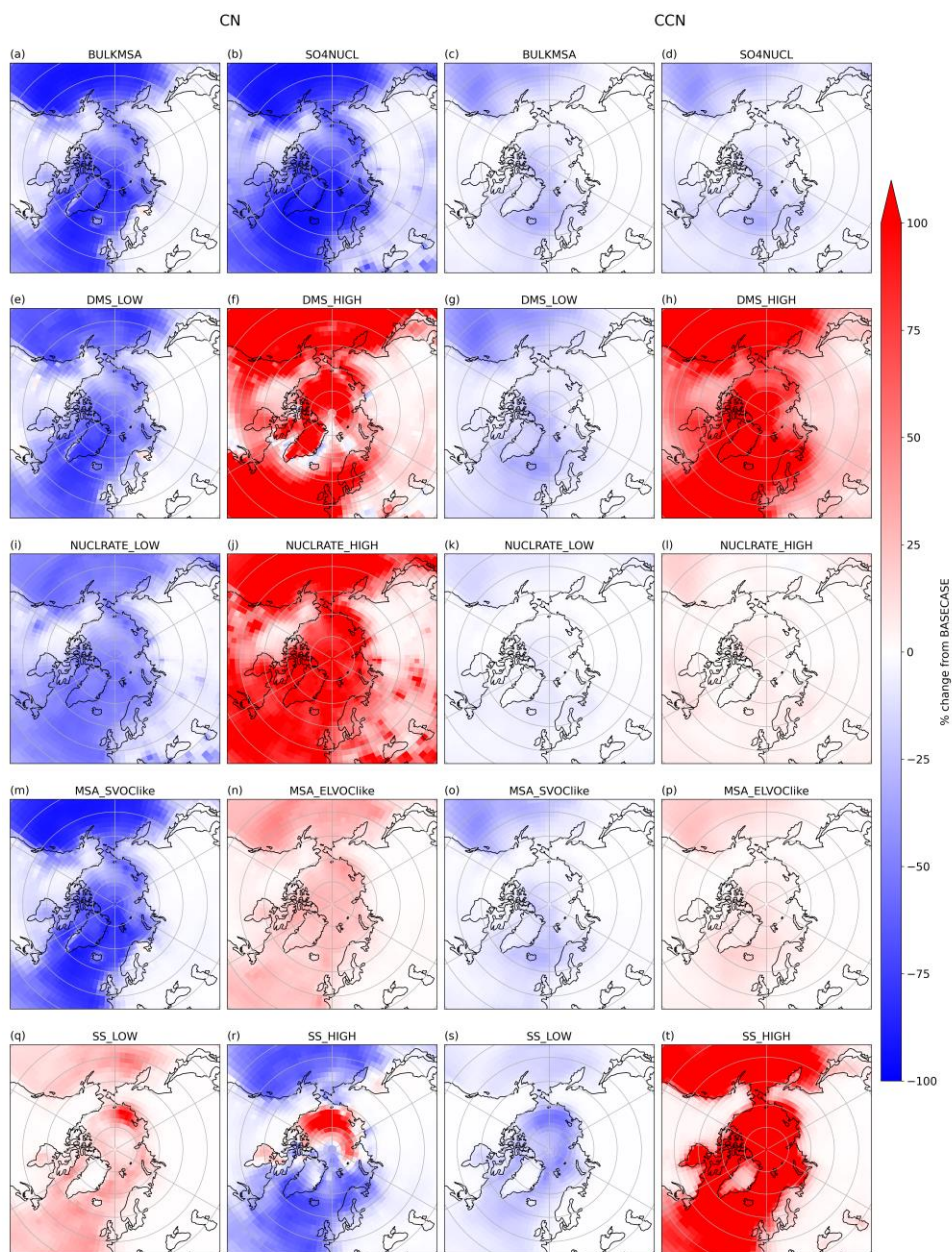 CN CCN
(a) BULKMSA (b) SO4NUCL (c) BULKMSA (d) SO4NUCL
(e) DMS_LOW (f) DMS_HIGH (g) DMS_LOW (h) DMS_HIGH
(i) NUCLRATE_LOW (j) NUCLRATE_HIGH (k) NUCLRATE_LOW (l) NUCLRATE_HIGH
(m) MSA_SVOClike (n) MSA_ELVOClike (o) MSA_SVOClike (p) MSA_ELVOClike
(q) SS_LOW (r) SS_HIGH (s) SS_LOW (t) SS_HIGH
100
75
50
25
0
−25
−50
−75
−100
% change from BASECASE